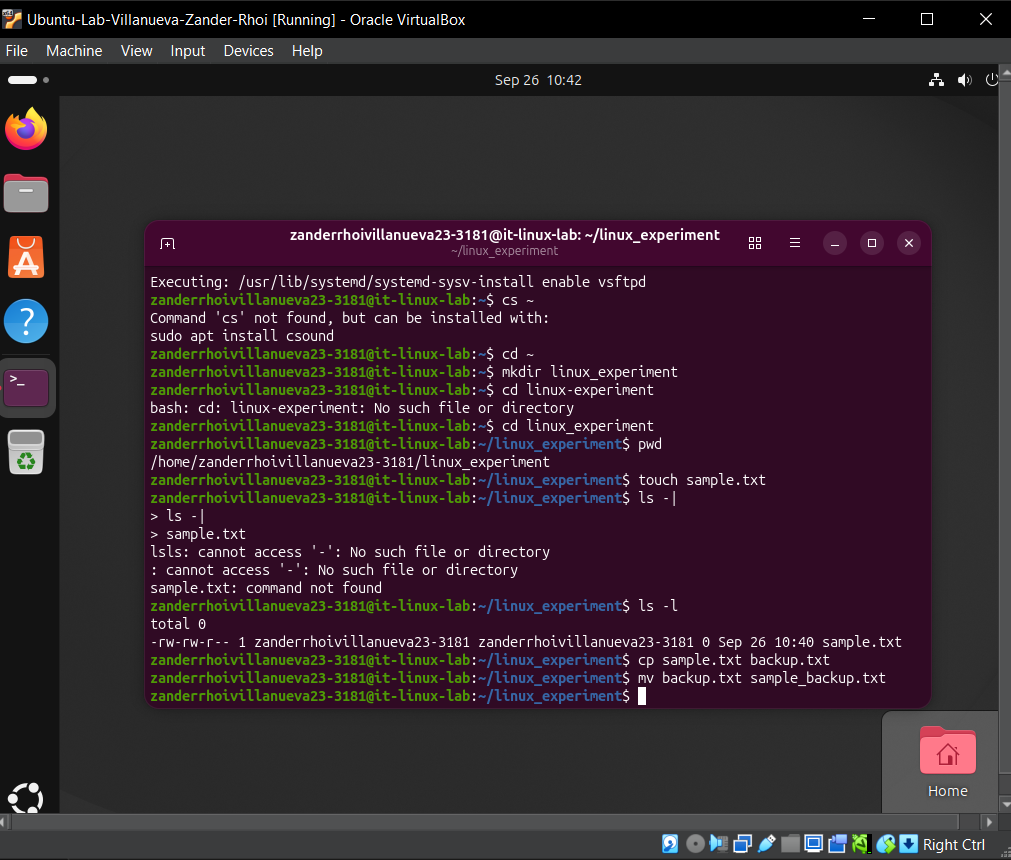 Ubuntu-Lab-Villanueva-Zander-Rhoi [Running] - Oracle VirtualBox
File Machine View Input Devices Help
Sep 26 10:42
zanderrhoivillanueva23-3181@it-linux-lab: ~/linux_experiment
~/linux_experiment
Executing: /usr/lib/systemd/systemd-sysv-install enable vsftpd
zanderrhoivillanueva23-3181@it-linux-lab:~$ cs ~
Command 'cs' not found, but can be installed with:
sudo apt install csound
zanderrhoivillanueva23-3181@it-linux-lab:~$ cd ~
zanderrhoivillanueva23-3181@it-linux-lab:~$ mkdir linux_experiment
zanderrhoivillanueva23-3181@it-linux-lab:~$ cd linux-experiment
bash: cd: linux-experiment: No such file or directory
zanderrhoivillanueva23-3181@it-linux-lab:~$ cd linux_experiment
zanderrhoivillanueva23-3181@it-linux-lab:~/linux_experiment$ pwd
/home/zanderrhoivillanueva23-3181/linux_experiment
zanderrhoivillanueva23-3181@it-linux-lab:~/linux_experiment$ touch sample.txt
zanderrhoivillanueva23-3181@it-linux-lab:~/linux_experiment$ ls -|
> ls -|
> sample.txt
lsls: cannot access '-': No such file or directory
: cannot access '-': No such file or directory
sample.txt: command not found
zanderrhoivillanueva23-3181@it-linux-lab:~/linux_experiment$ ls -l
total 0
-rw-rw-r-- 1 zanderrhoivillanueva23-3181 zanderrhoivillanueva23-3181 0 Sep 26 10:40 sample.txt
zanderrhoivillanueva23-3181@it-linux-lab:~/linux_experiment$ cp sample.txt backup.txt
zanderrhoivillanueva23-3181@it-linux-lab:~/linux_experiment$ mv backup.txt sample_backup.txt
zanderrhoivillanueva23-3181@it-linux-lab:~/linux_experiment$
Home
Right Ctrl